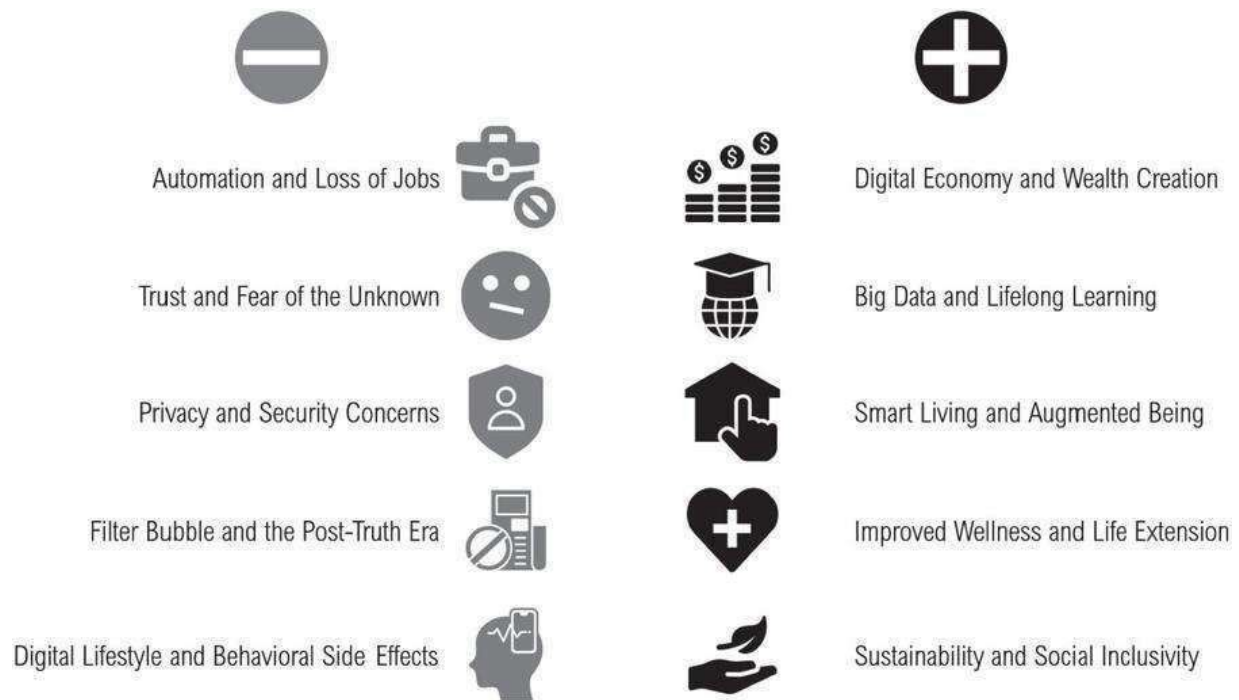 Automation and Loss of Jobs
Digital Economy and Wealth Creation
Trust and Fear of the Unknown
Big Data and Lifelong Learning
Privacy and Security Concerns
Smart Living and Augmented Being
Filter Bubble and the Post-Truth Era
Improved Wellness and Life Extension
Digital Lifestyle and Behavioral Side Effects
Sustainability and Social Inclusivity